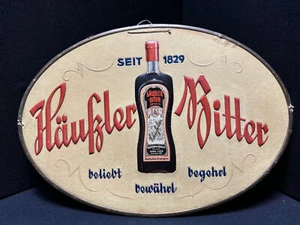 SEIT 1829
Häußler Bitter
beliebt begehrt
bewährt